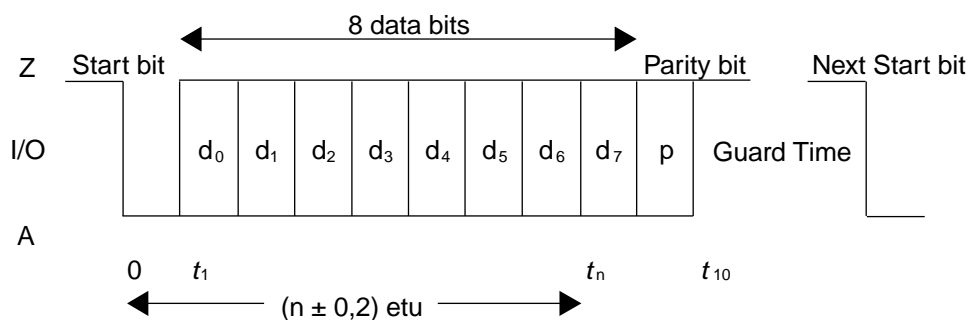 8 data bits
Z Start bit Parity bit Next Start bit
I/O d0 d1 d2 d3 d4 d5 d6 d7 p Guard Time
A
0 t1 tn t10
(n ± 0,2) etu